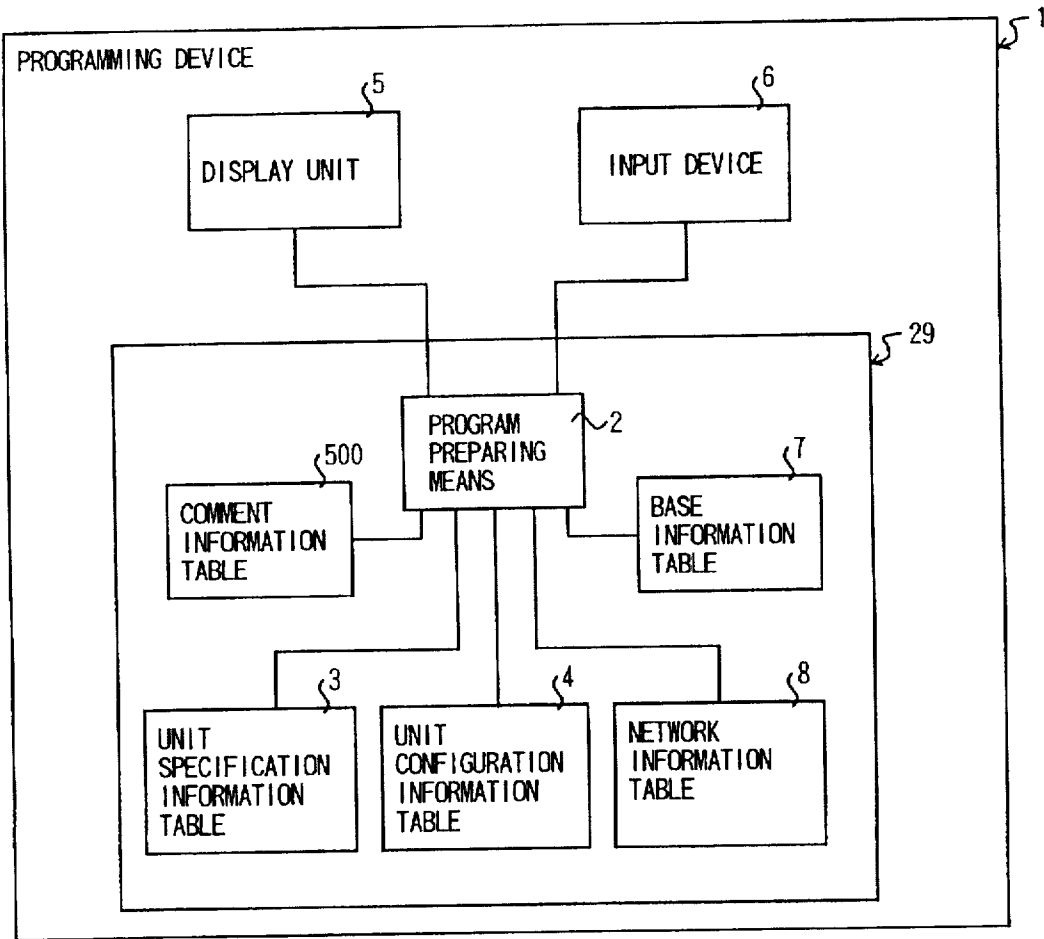 1
PROGRAMMING DEVICE
5
6
DISPLAY UNIT
INPUT DEVICE
29
PROGRAM
PREPARING
MEANS
2
500
7
COMMENT
INFORMATION
TABLE
BASE
INFORMATION
TABLE
3
4
8
UNIT
SPECIFICATION
INFORMATION
TABLE
UNIT
CONFIGURATION
INFORMATION
TABLE
NETWORK
INFORMATION
TABLE